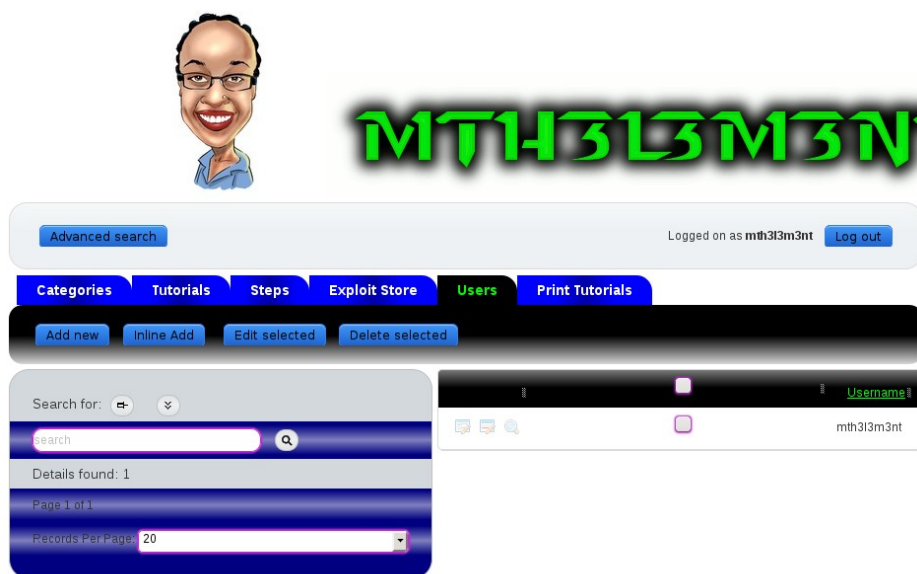 MTH3L3M3N
Advanced search
Logged on as mth3l3m3nt Log out
Categories Tutorials Steps Exploit Store Users Print Tutorials
Add new Inline Add Edit selected Delete selected
Search for:
search
Details found: 1
Page 1 of 1
Records Per Page: 20
Username
mth3l3m3nt